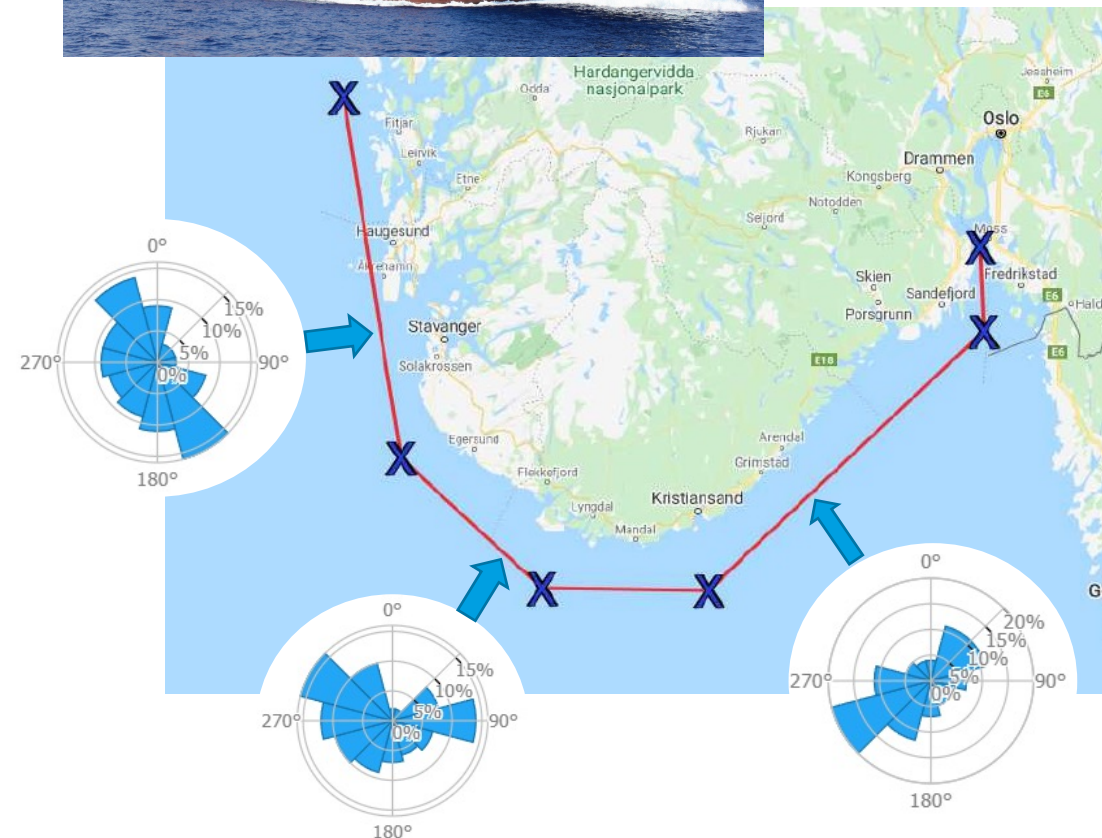 Hardangervidda
nasjonalpark
Odda
Jessheim
E6
Oslo
Fitjar
Rjukan
Leirvik
Drammen
Etne
Kongsberg
Notodden
Seljord
Moss
Haugesund
Åkrehamn
Skien
Fredrikstad
Sandefjord
E6
Hald
Porsgrunn
Stavanger
Solakrossen
E18
E6
Egersund
Arendal
Flekkefjord
Grimstad
Kristiansand
Lyngdal
Mandal
G
0°
15%
10%
5%
0%
270°
90°
180°
0°
15%
10%
5%
0%
270°
90°
180°
0°
20%
15%
10%
5%
0%
270°
90°
180°
X
X
X
X
X
X